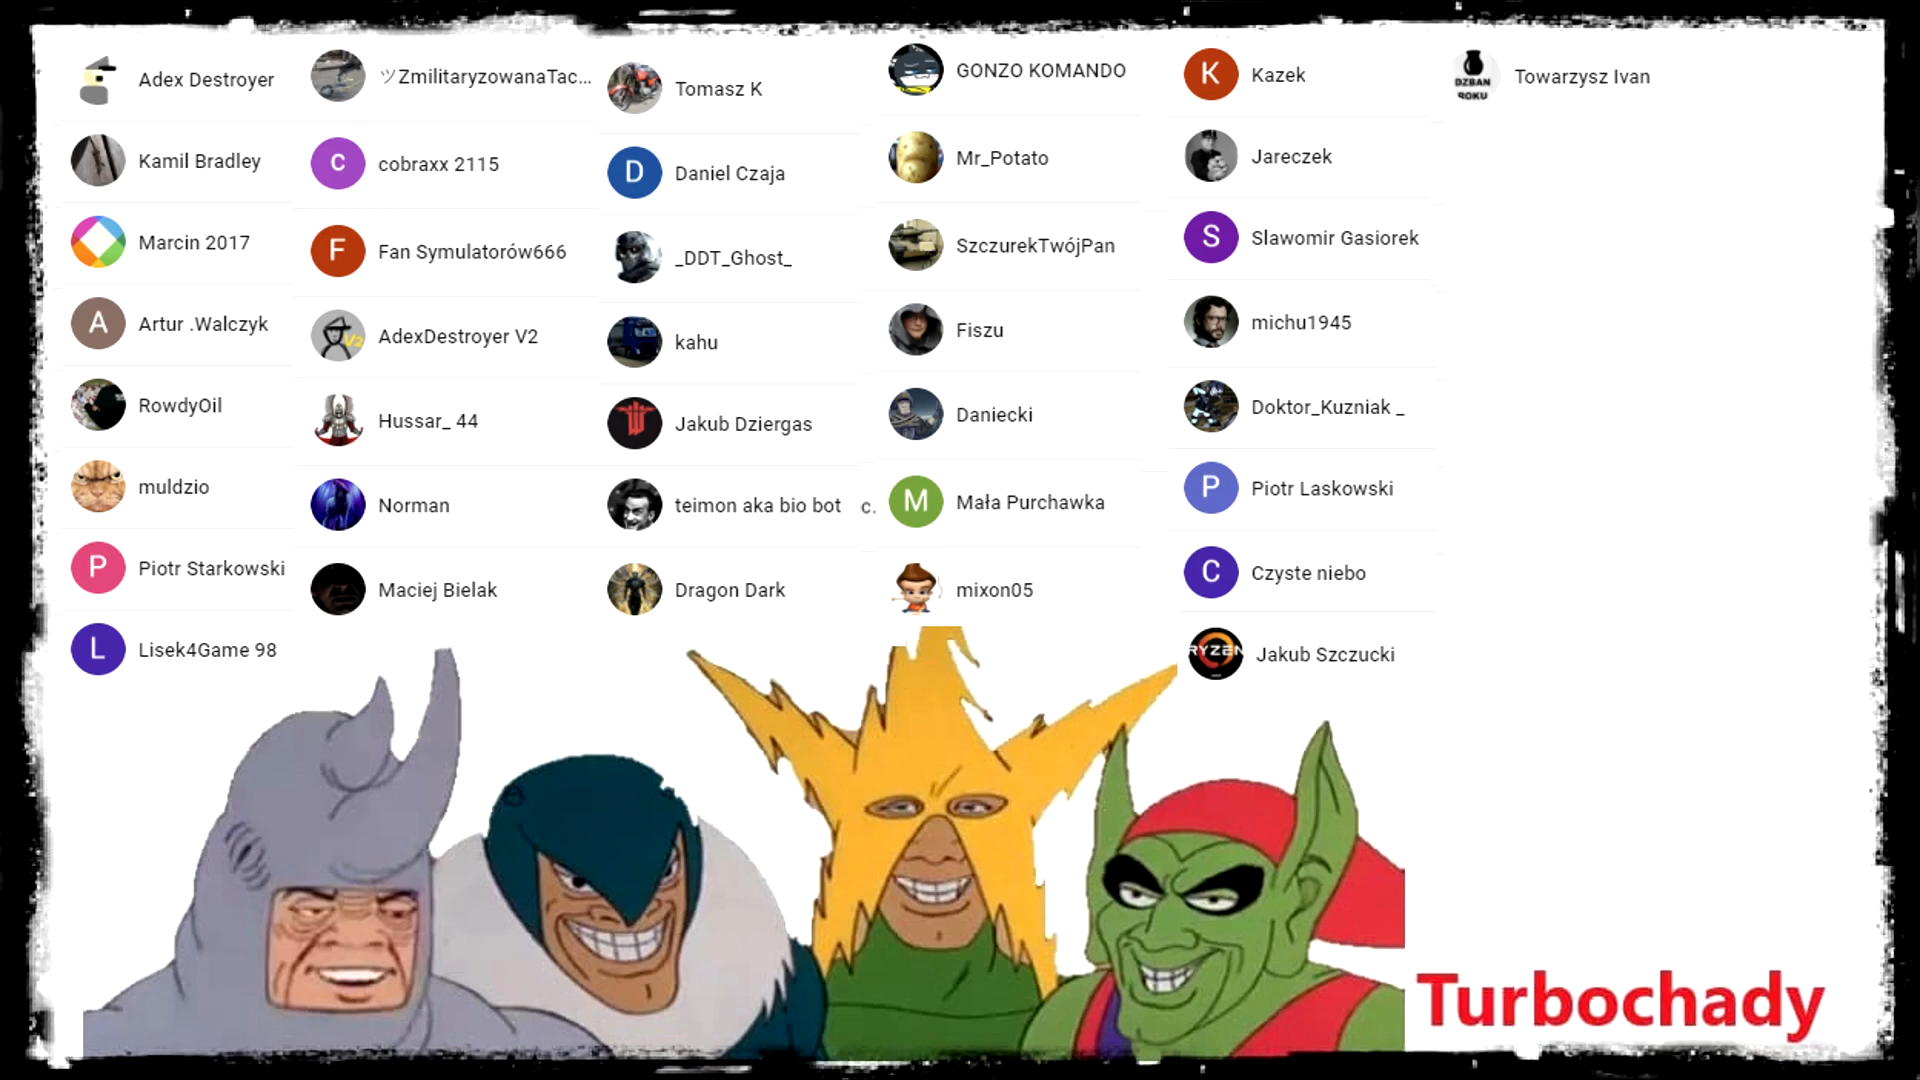 Adex Destroyer
Kamil Bradley
Marcin 2017
A
Artur .Walczyk
RowdyOil
muldzio
P
Piotr Starkowski
L
Lisek4Game 98
ツZmilitaryzowanaTac...
c
cobraxx 2115
F
Fan Symulatorów666
V2
AdexDestroyer V2
Hussar_ 44
Norman
Maciej Bielak
Tomasz K
D
Daniel Czaja
_DDT_Ghost_
kahu
Jakub Dziergas
teimon aka bio bot
c.
Dragon Dark
GONZO KOMANDO
Mr_Potato
SzczurekTwójPan
Fiszu
Daniecki
M
Mała Purchawka
mixon05
K
Kazek
Jareczek
S
Slawomir Gasiorek
michu1945
Doktor_Kuzniak _
P
Piotr Laskowski
C
Czyste niebo
RYZEN
Jakub Szczucki
DZBAN
ROKU
Towarzysz Ivan
Turbochady